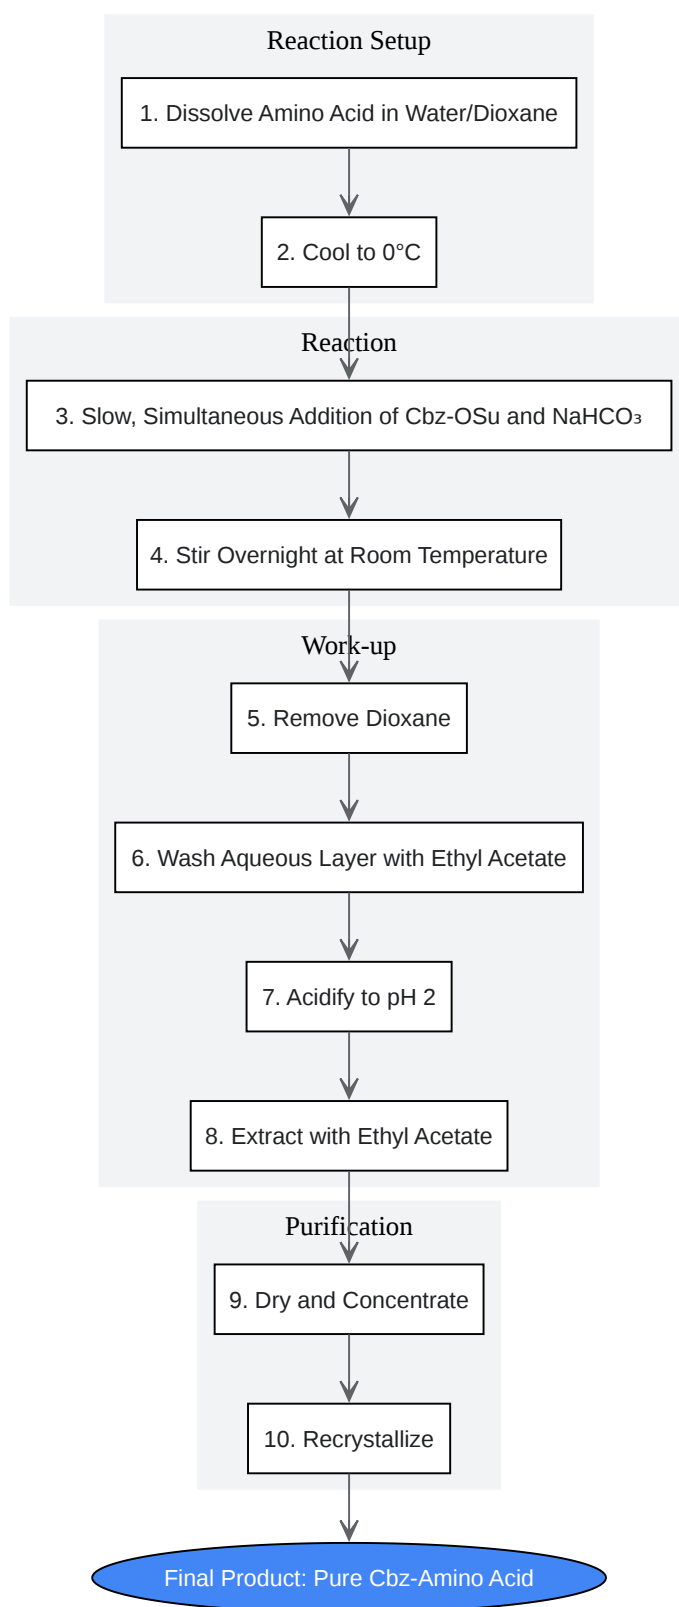 Reaction Setup
1. Dissolve Amino Acid in Water/Dioxane
2. Cool to 0°C
Reaction
3. Slow, Simultaneous Addition of Cbz-OSu and NaHCO₃
4. Stir Overnight at Room Temperature
Work-up
5. Remove Dioxane
6. Wash Aqueous Layer with Ethyl Acetate
7. Acidify to pH 2
8. Extract with Ethyl Acetate
Purification
9. Dry and Concentrate
10. Recrystallize
Final Product: Pure Cbz-Amino Acid